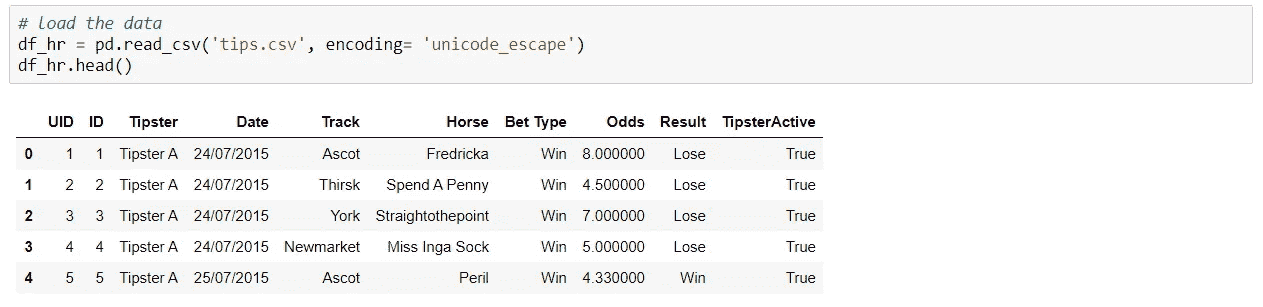 # load the data
df_hr = pd.read_csv('tips.csv', encoding= 'unicode_escape')
df_hr.head()
UID ID Tipster Date Track Horse Bet Type Odds Result TipsterActive
0 1 1 Tipster A 24/07/2015 Ascot Fredricka Win 8.000000 Lose True
1 2 2 Tipster A 24/07/2015 Thirsk Spend A Penny Win 4.500000 Lose True
2 3 3 Tipster A 24/07/2015 York Straightothepoint Win 7.000000 Lose True
3 4 4 Tipster A 24/07/2015 Newmarket Miss Inga Sock Win 5.000000 Lose True
4 5 5 Tipster A 25/07/2015 Ascot Peril Win 4.330000 Win True